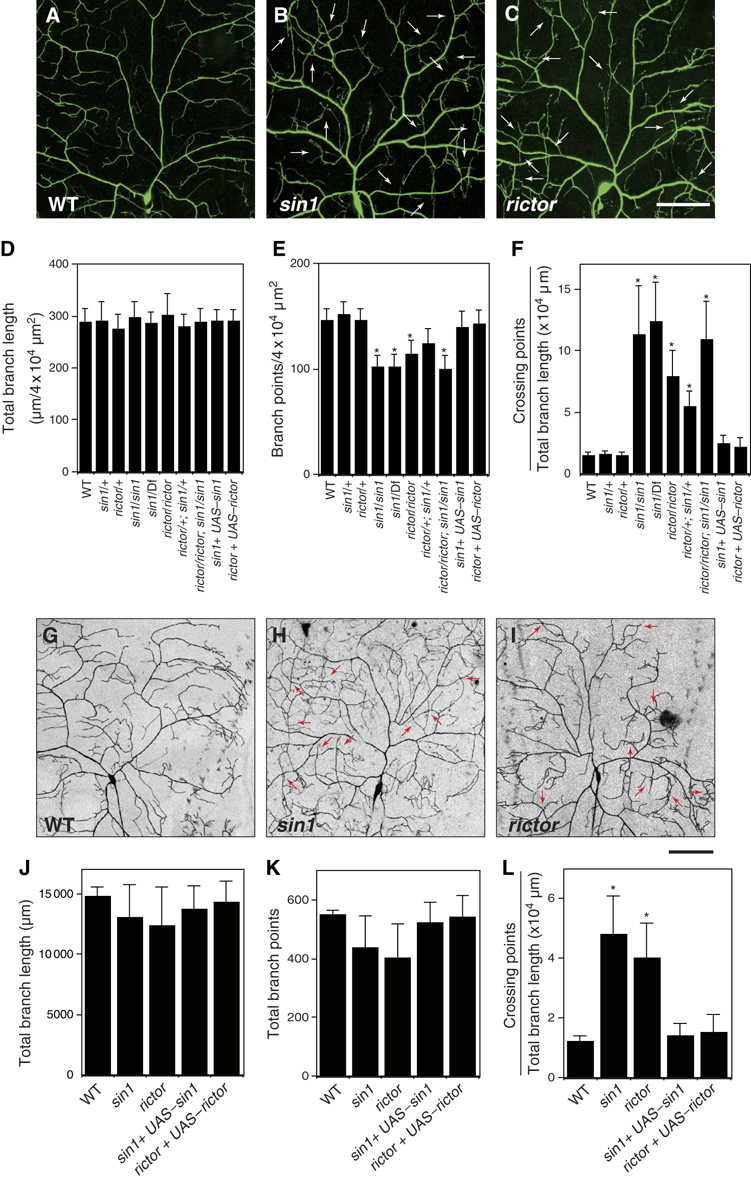 A
B
C
WT
sin1
rictor
D
E
F
Total branch length
(µm/4 x 10⁴ µm²)
400
300
200
100
0
WT
sin1/+
rictor/+
sin1/sin1
sin1/Df
rictor/rictor
rictor/+; sin1/+
rictor/rictor; sin1/sin1
sin1+ UAS–sin1
rictor + UAS–rictor
Branch points/4 x 10⁴ µm²
200
100
0
* * * *
WT
sin1/+
rictor/+
sin1/sin1
sin1/Df
rictor/rictor
rictor/+; sin1/+
rictor/rictor; sin1/sin1
sin1+ UAS–sin1
rictor + UAS–rictor
Crossing points
Total branch length (x 10⁴ µm)
15
10
5
0
* * * * *
WT
sin1/+
rictor/+
sin1/sin1
sin1/Df
rictor/rictor
rictor/+; sin1/+
rictor/rictor; sin1/sin1
sin1+ UAS–sin1
rictor + UAS–rictor
G
H
I
WT
sin1
rictor
J
K
L
Total branch length (µm)
15 000
10 000
5000
0
WT
sin1
rictor
sin1+ UAS–sin1
rictor + UAS–rictor
Total branch points
600
400
200
0
WT
sin1
rictor
sin1+ UAS–sin1
rictor + UAS–rictor
Crossing points
Total branch length (x10⁴ µm)
6
4
2
0
* *
WT
sin1
rictor
sin1+ UAS–sin1
rictor + UAS–rictor